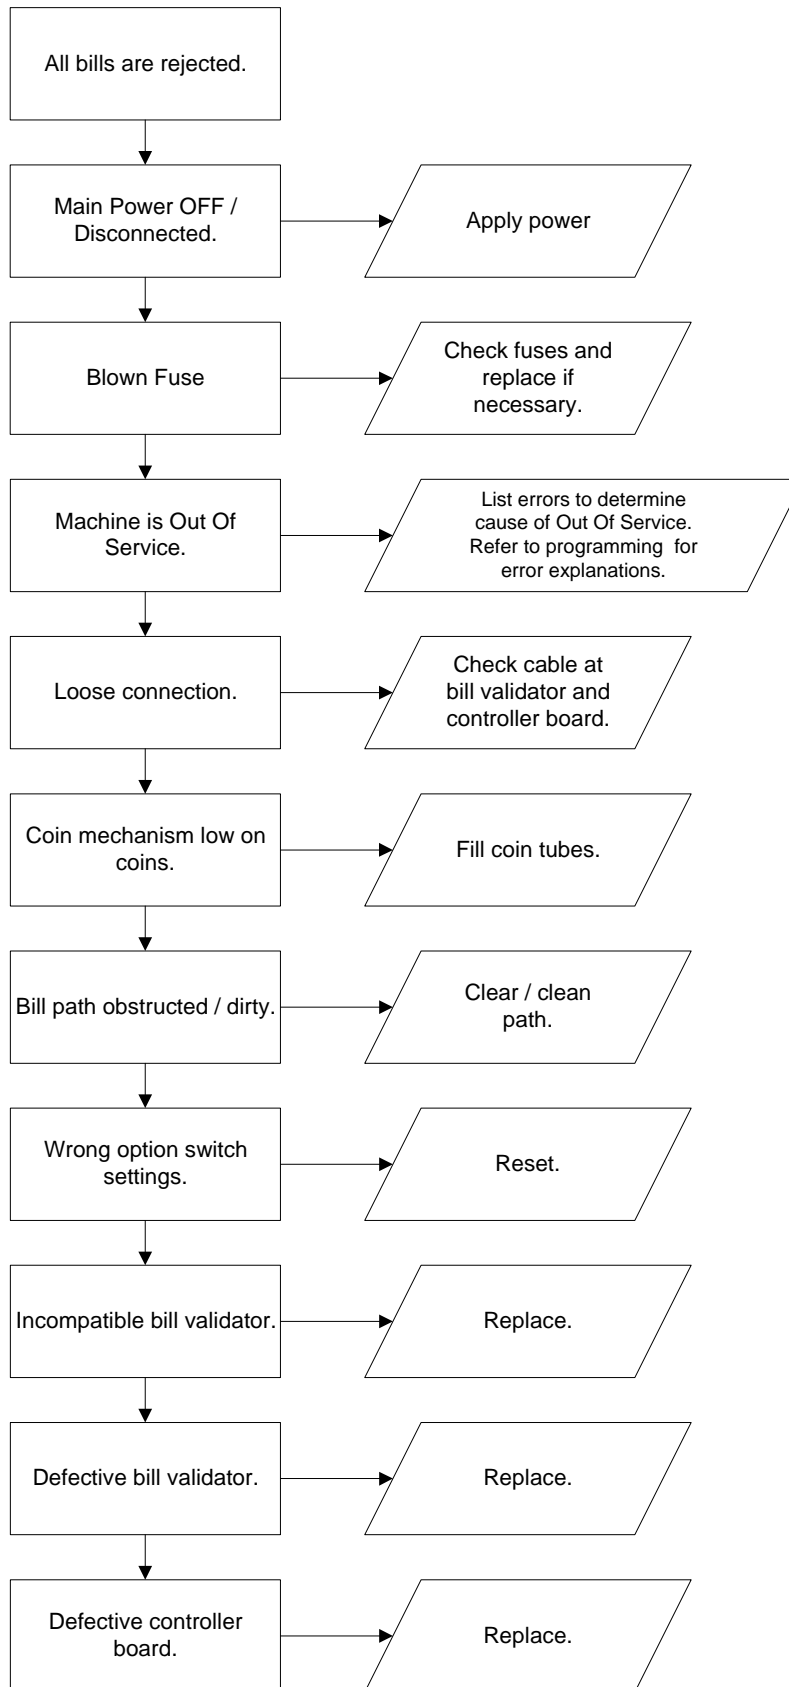 All bills are rejected.
Main Power OFF /
Disconnected.
Apply power
Blown Fuse
Check fuses and
replace if
necessary.
Machine is Out Of
Service.
List errors to determine
cause of Out Of Service.
Refer to programming for
error explanations.
Loose connection.
Check cable at
bill validator and
controller board.
Coin mechanism low on
coins.
Fill coin tubes.
Bill path obstructed / dirty.
Clear / clean
path.
Wrong option switch
settings.
Reset.
Incompatible bill validator.
Replace.
Defective bill validator.
Replace.
Defective controller
board.
Replace.